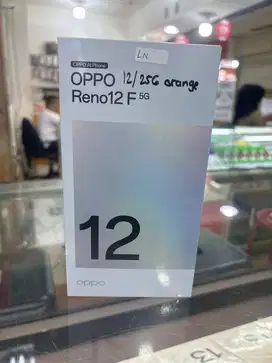 LN
OPPO AI Phone
OPPO 12/256 orange
Reno12 F 5G
12
oppo